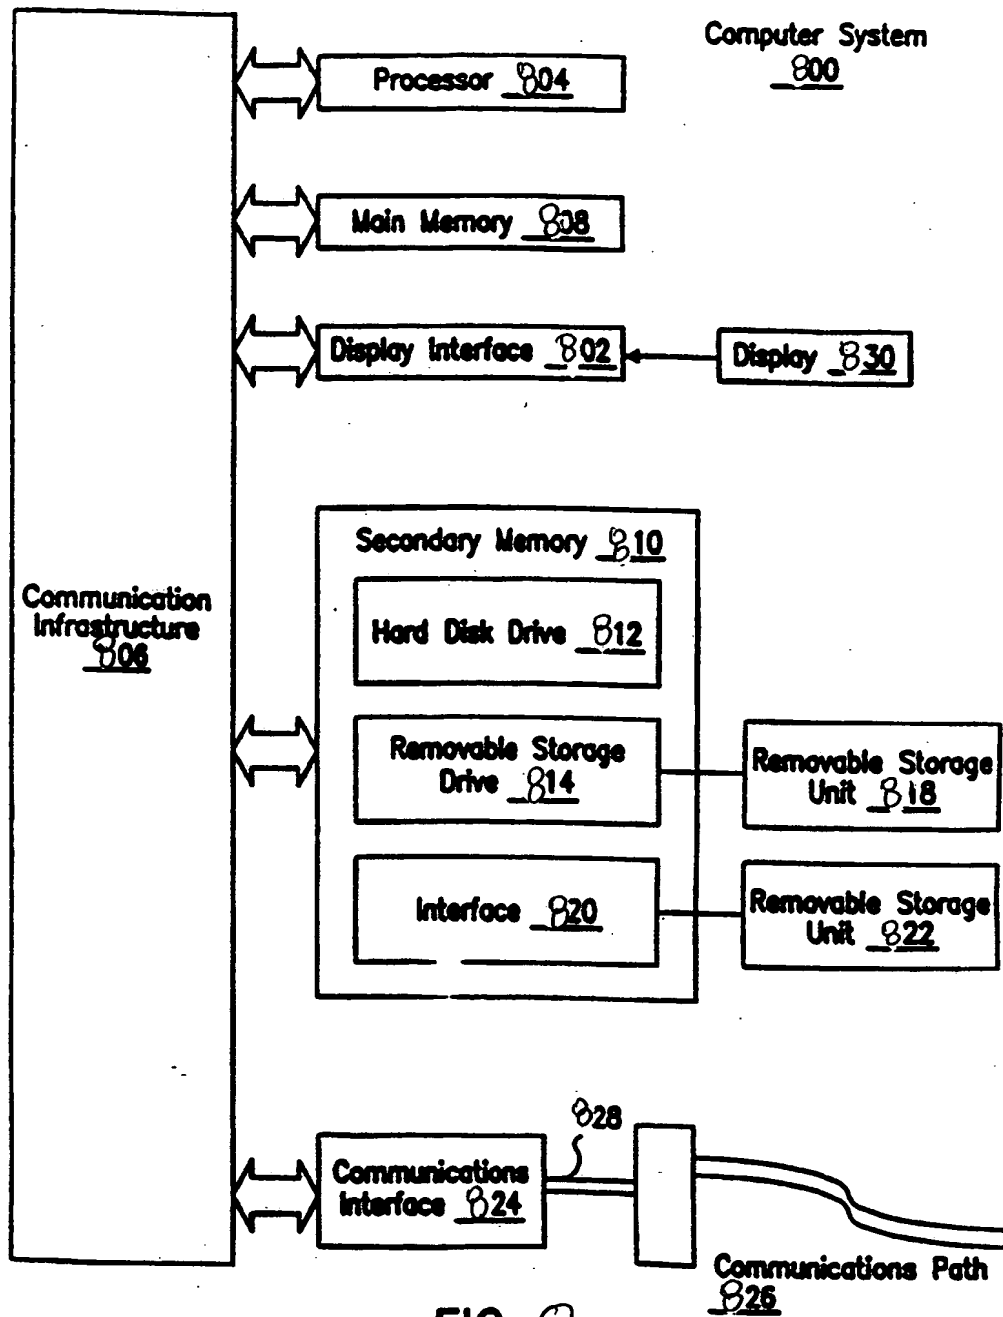 Computer System
800
Processor 804
Main Memory 808
Display Interface 802
Display 830
Secondary Memory 810
Hard Disk Drive 812
Communication
Infrastructure
806
Removable Storage
Drive 814
Removable Storage
Unit 818
Interface 820
Removable Storage
Unit 822
828
Communications
Interface 824
Communications Path
826
FIG. 8